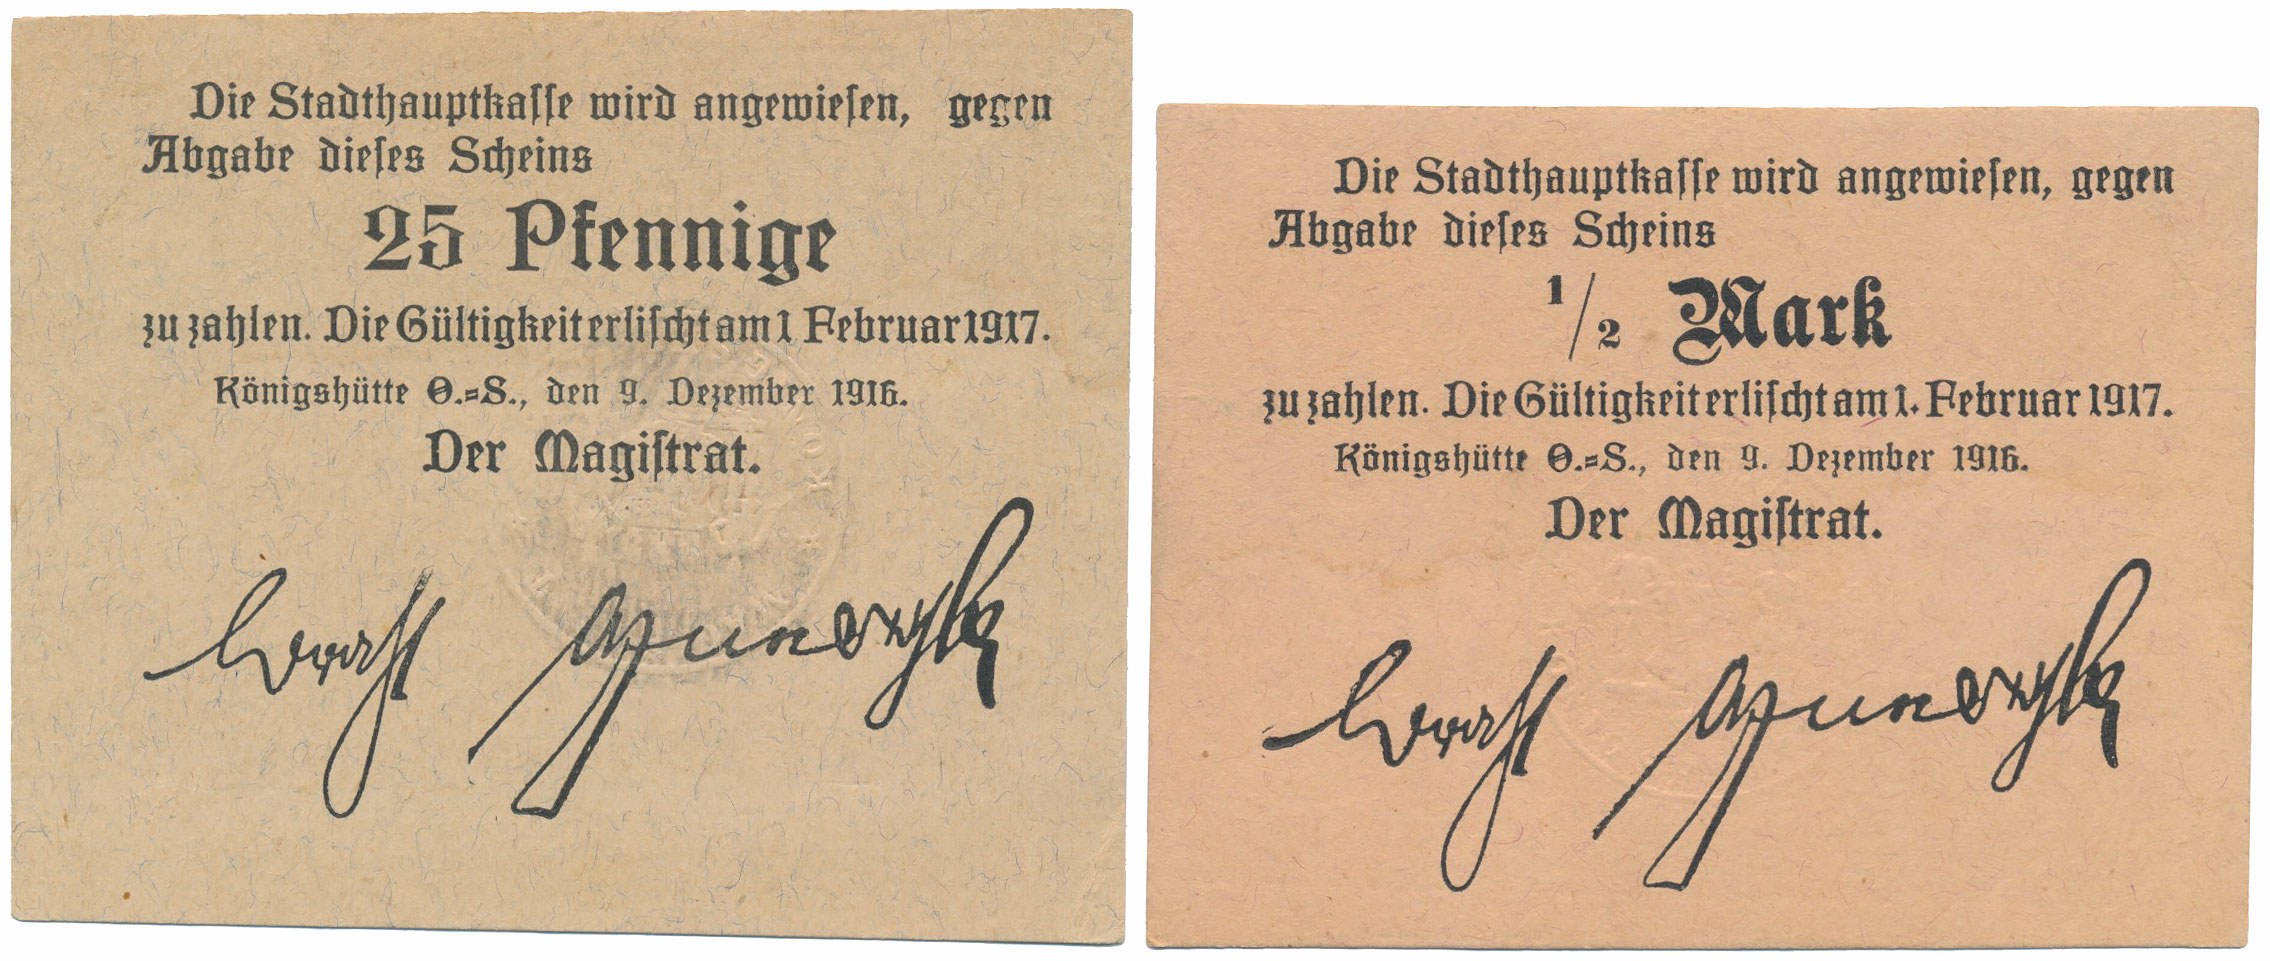 Die Stadthauptkasse wird angewiesen, gegen
Abgabe dieses Scheins
25 Pfennige
zu zahlen. Die Gültigkeit erlischt am 1 Februar 1917.
Königshütte O.=S., den 9. Dezember 1916.
Der Magistrat.
Die Stadthauptkasse wird angewiesen, gegen
Abgabe dieses Scheins
1/2 Mark
zu zahlen. Die Gültigkeit erlischt am 1. Februar 1917.
Königshütte O.=S., den 9. Dezember 1916.
Der Magistrat.